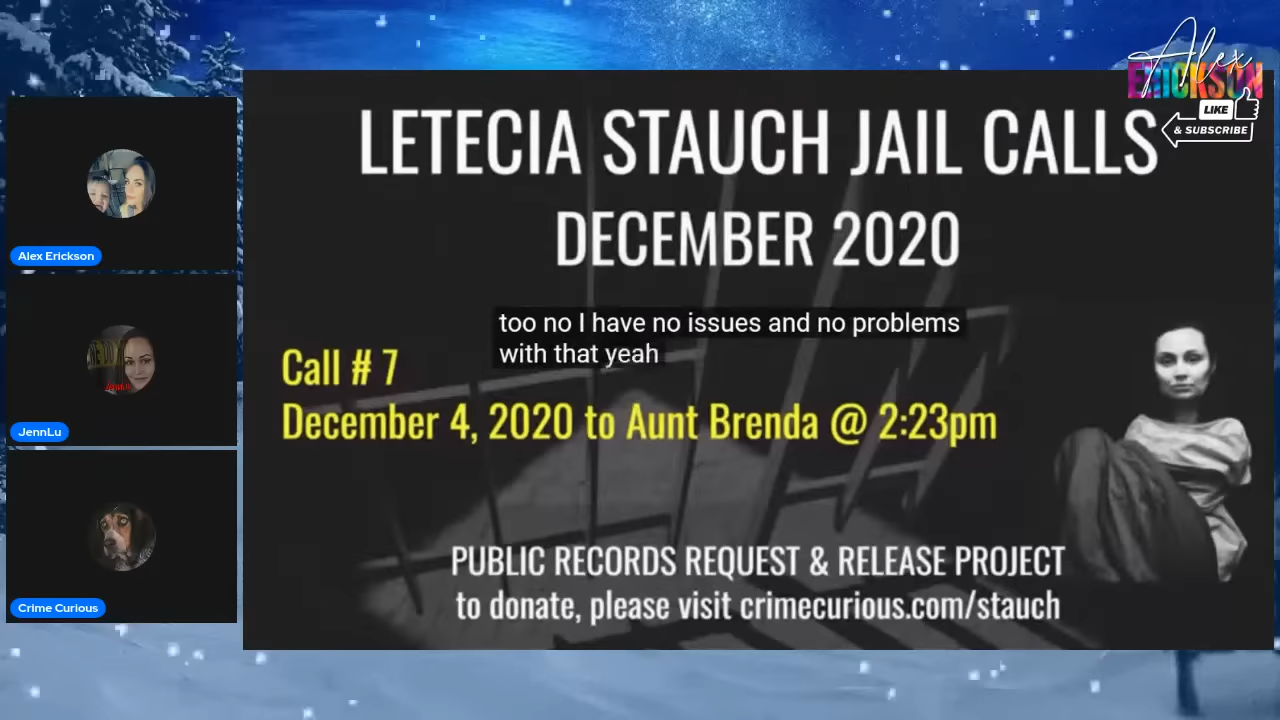 Alex
ERICKSON
LIKE
& SUBSCRIBE
LETECIA STAUCH JAIL CALLS
DECEMBER 2020
too no I have no issues and no problems
with that yeah
Call # 7
December 4, 2020 to Aunt Brenda @ 2:23pm
PUBLIC RECORDS REQUEST & RELEASE PROJECT
to donate, please visit crimecurious.com/stauch
Alex Erickson
JennLu
Crime Curious